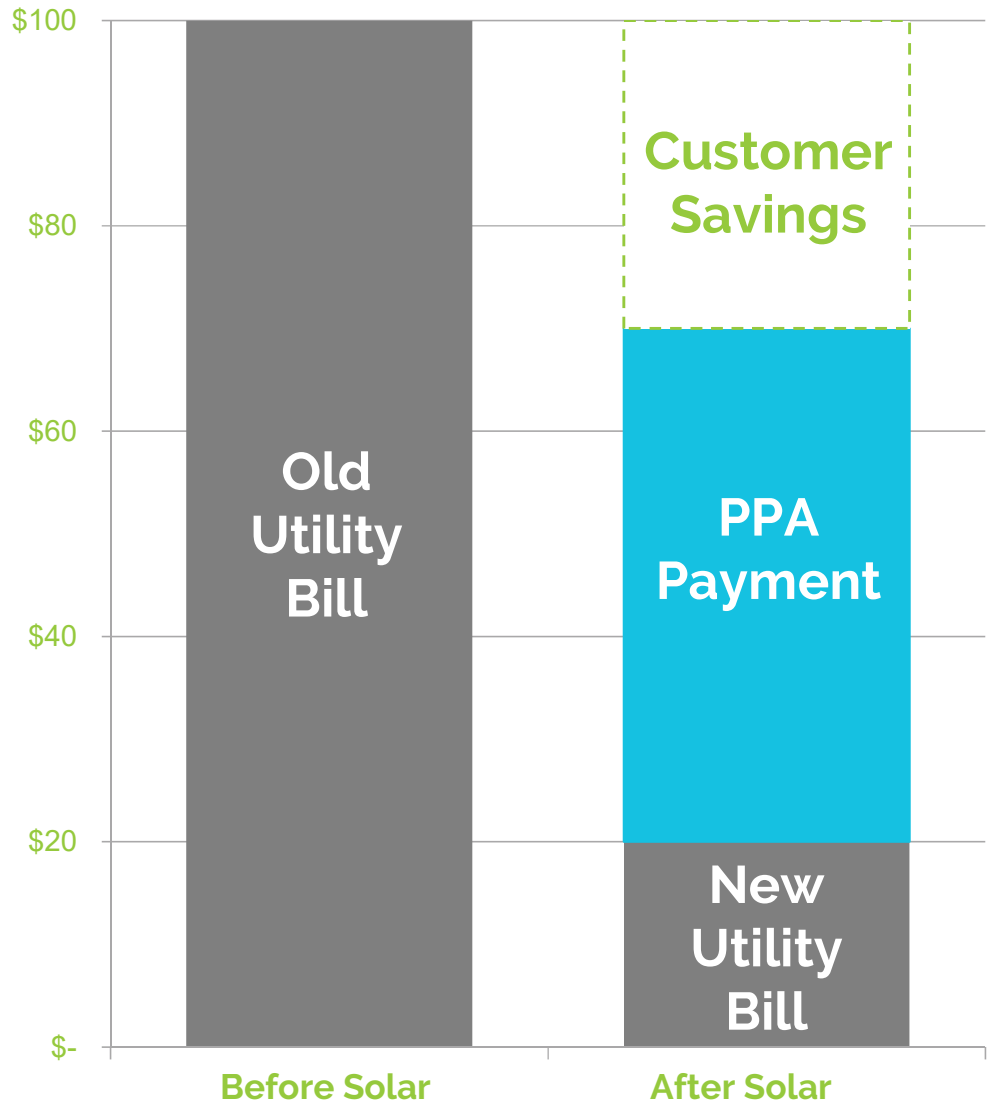 $100
$80
$60
$40
$20
$-
Old
Utility
Bill
Customer
Savings
PPA
Payment
New
Utility
Bill
Before Solar
After Solar